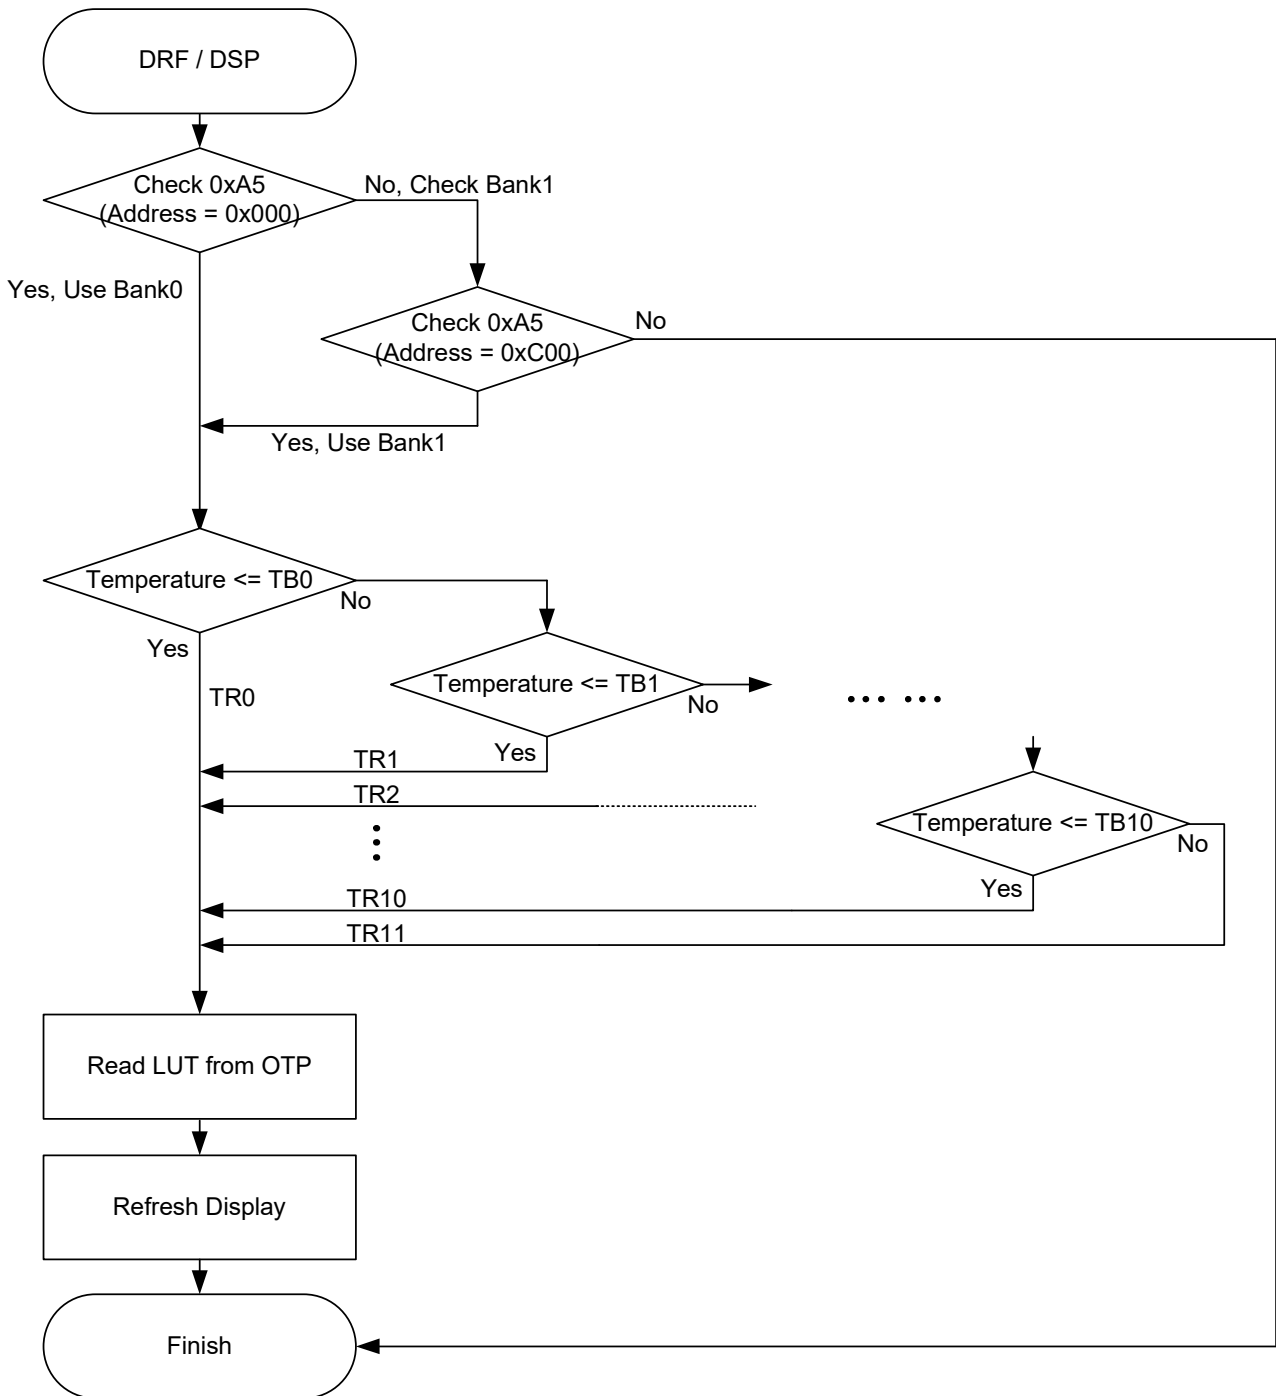 DRF / DSP
Check 0xA5
(Address = 0x000)
No, Check Bank1
Yes, Use Bank0
Check 0xA5
(Address = 0xC00)
No
Yes, Use Bank1
Temperature <= TB0
No
Yes
TR0
Temperature <= TB1
No
... ...
Yes
TR1
TR2
Temperature <= TB10
No
Yes
TR10
TR11
Read LUT from OTP
Refresh Display
Finish